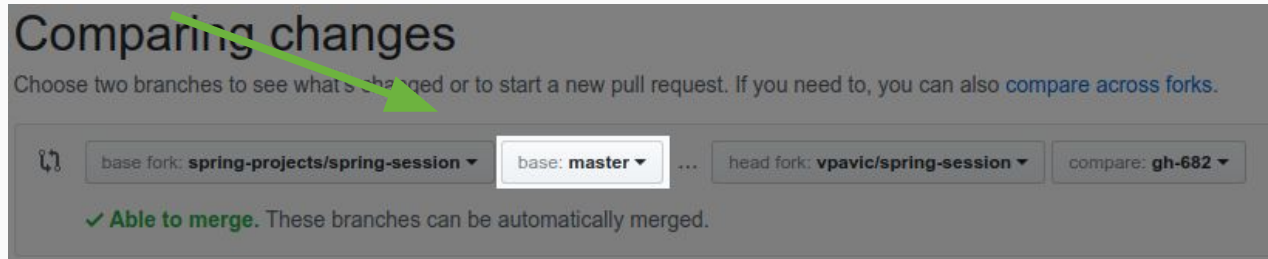 Comparing changes
Choose two branches to see what's changed or to start a new pull request. If you need to, you can also compare across forks.
base fork: spring-projects/spring-session base: master ... head fork: vpavic/spring-session compare: gh-682
Able to merge. These branches can be automatically merged.